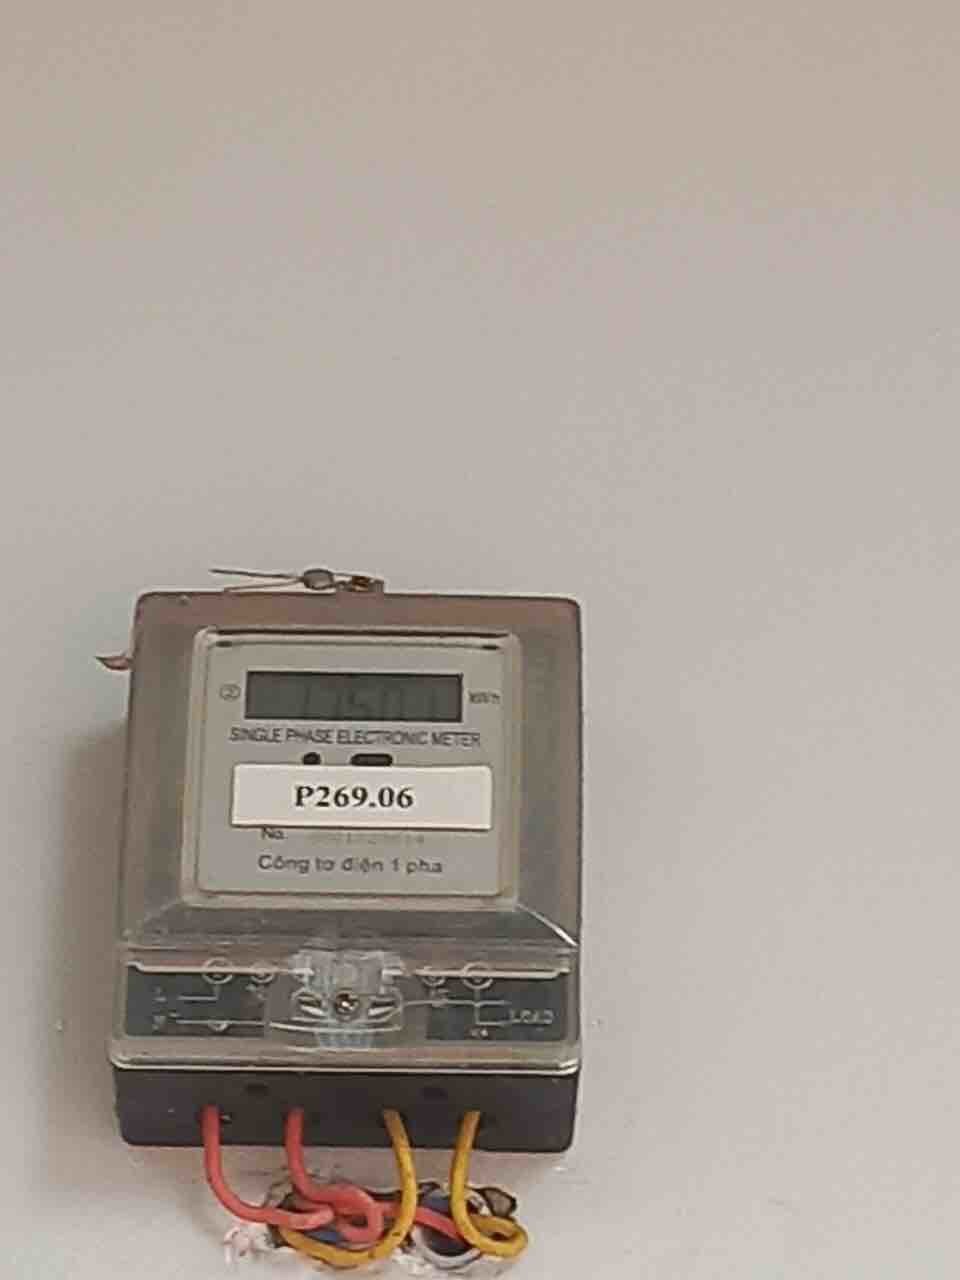 kWh
SINGLE PHASE ELECTRONIC METER
P269.06
No.
Công tơ điện 1 pha
LOAD